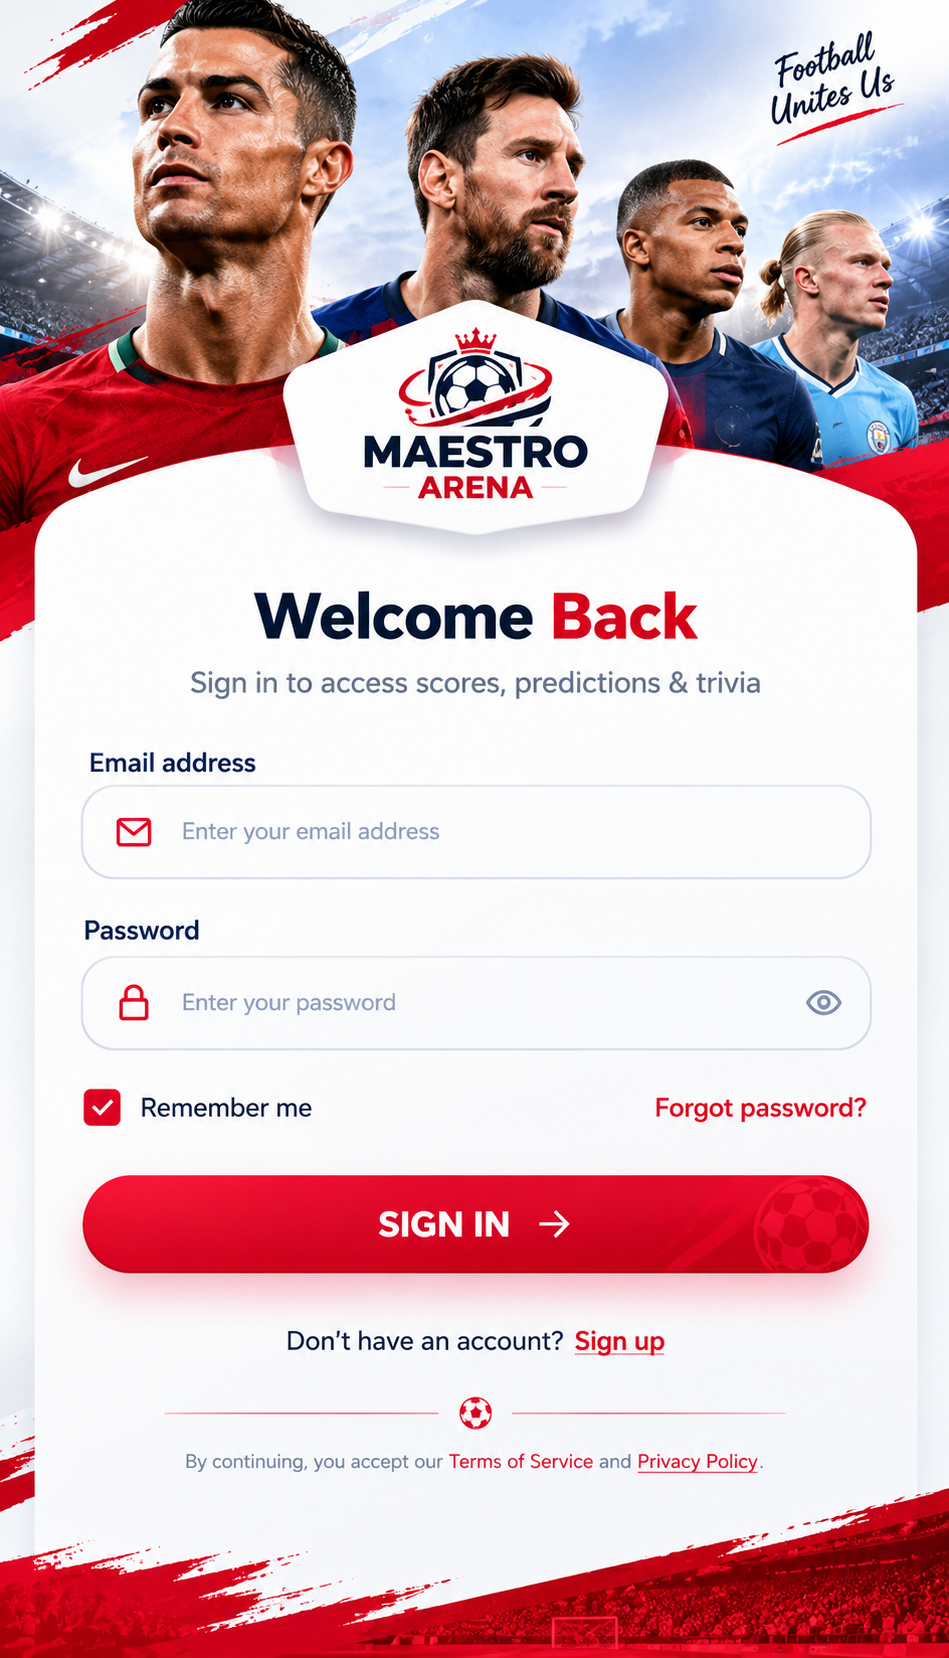 Football
Unites Us
MAESTRO
ARENA
Welcome Back
Sign in to access scores, predictions & trivia
Email address
Enter your email address
Password
Enter your password
Remember me
Forgot password?
SIGN IN
Don't have an account? Sign up
By continuing, you accept our Terms of Service and Privacy Policy.